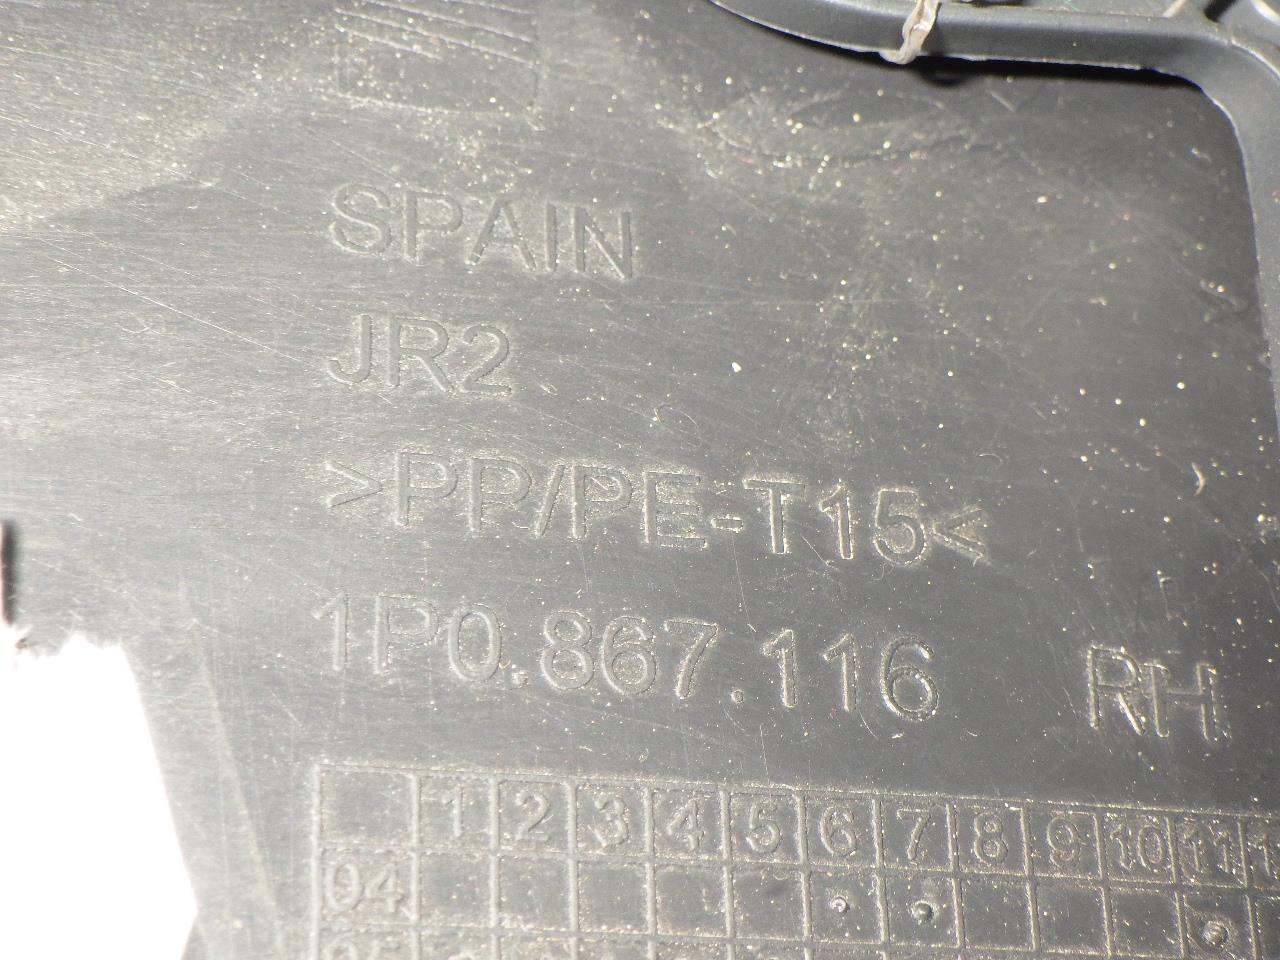 SPAIN
JR2
>PP/PE-T15<
1P0.867.116 RH
1 2 3 4 5 6 7 8 9 10 11
04